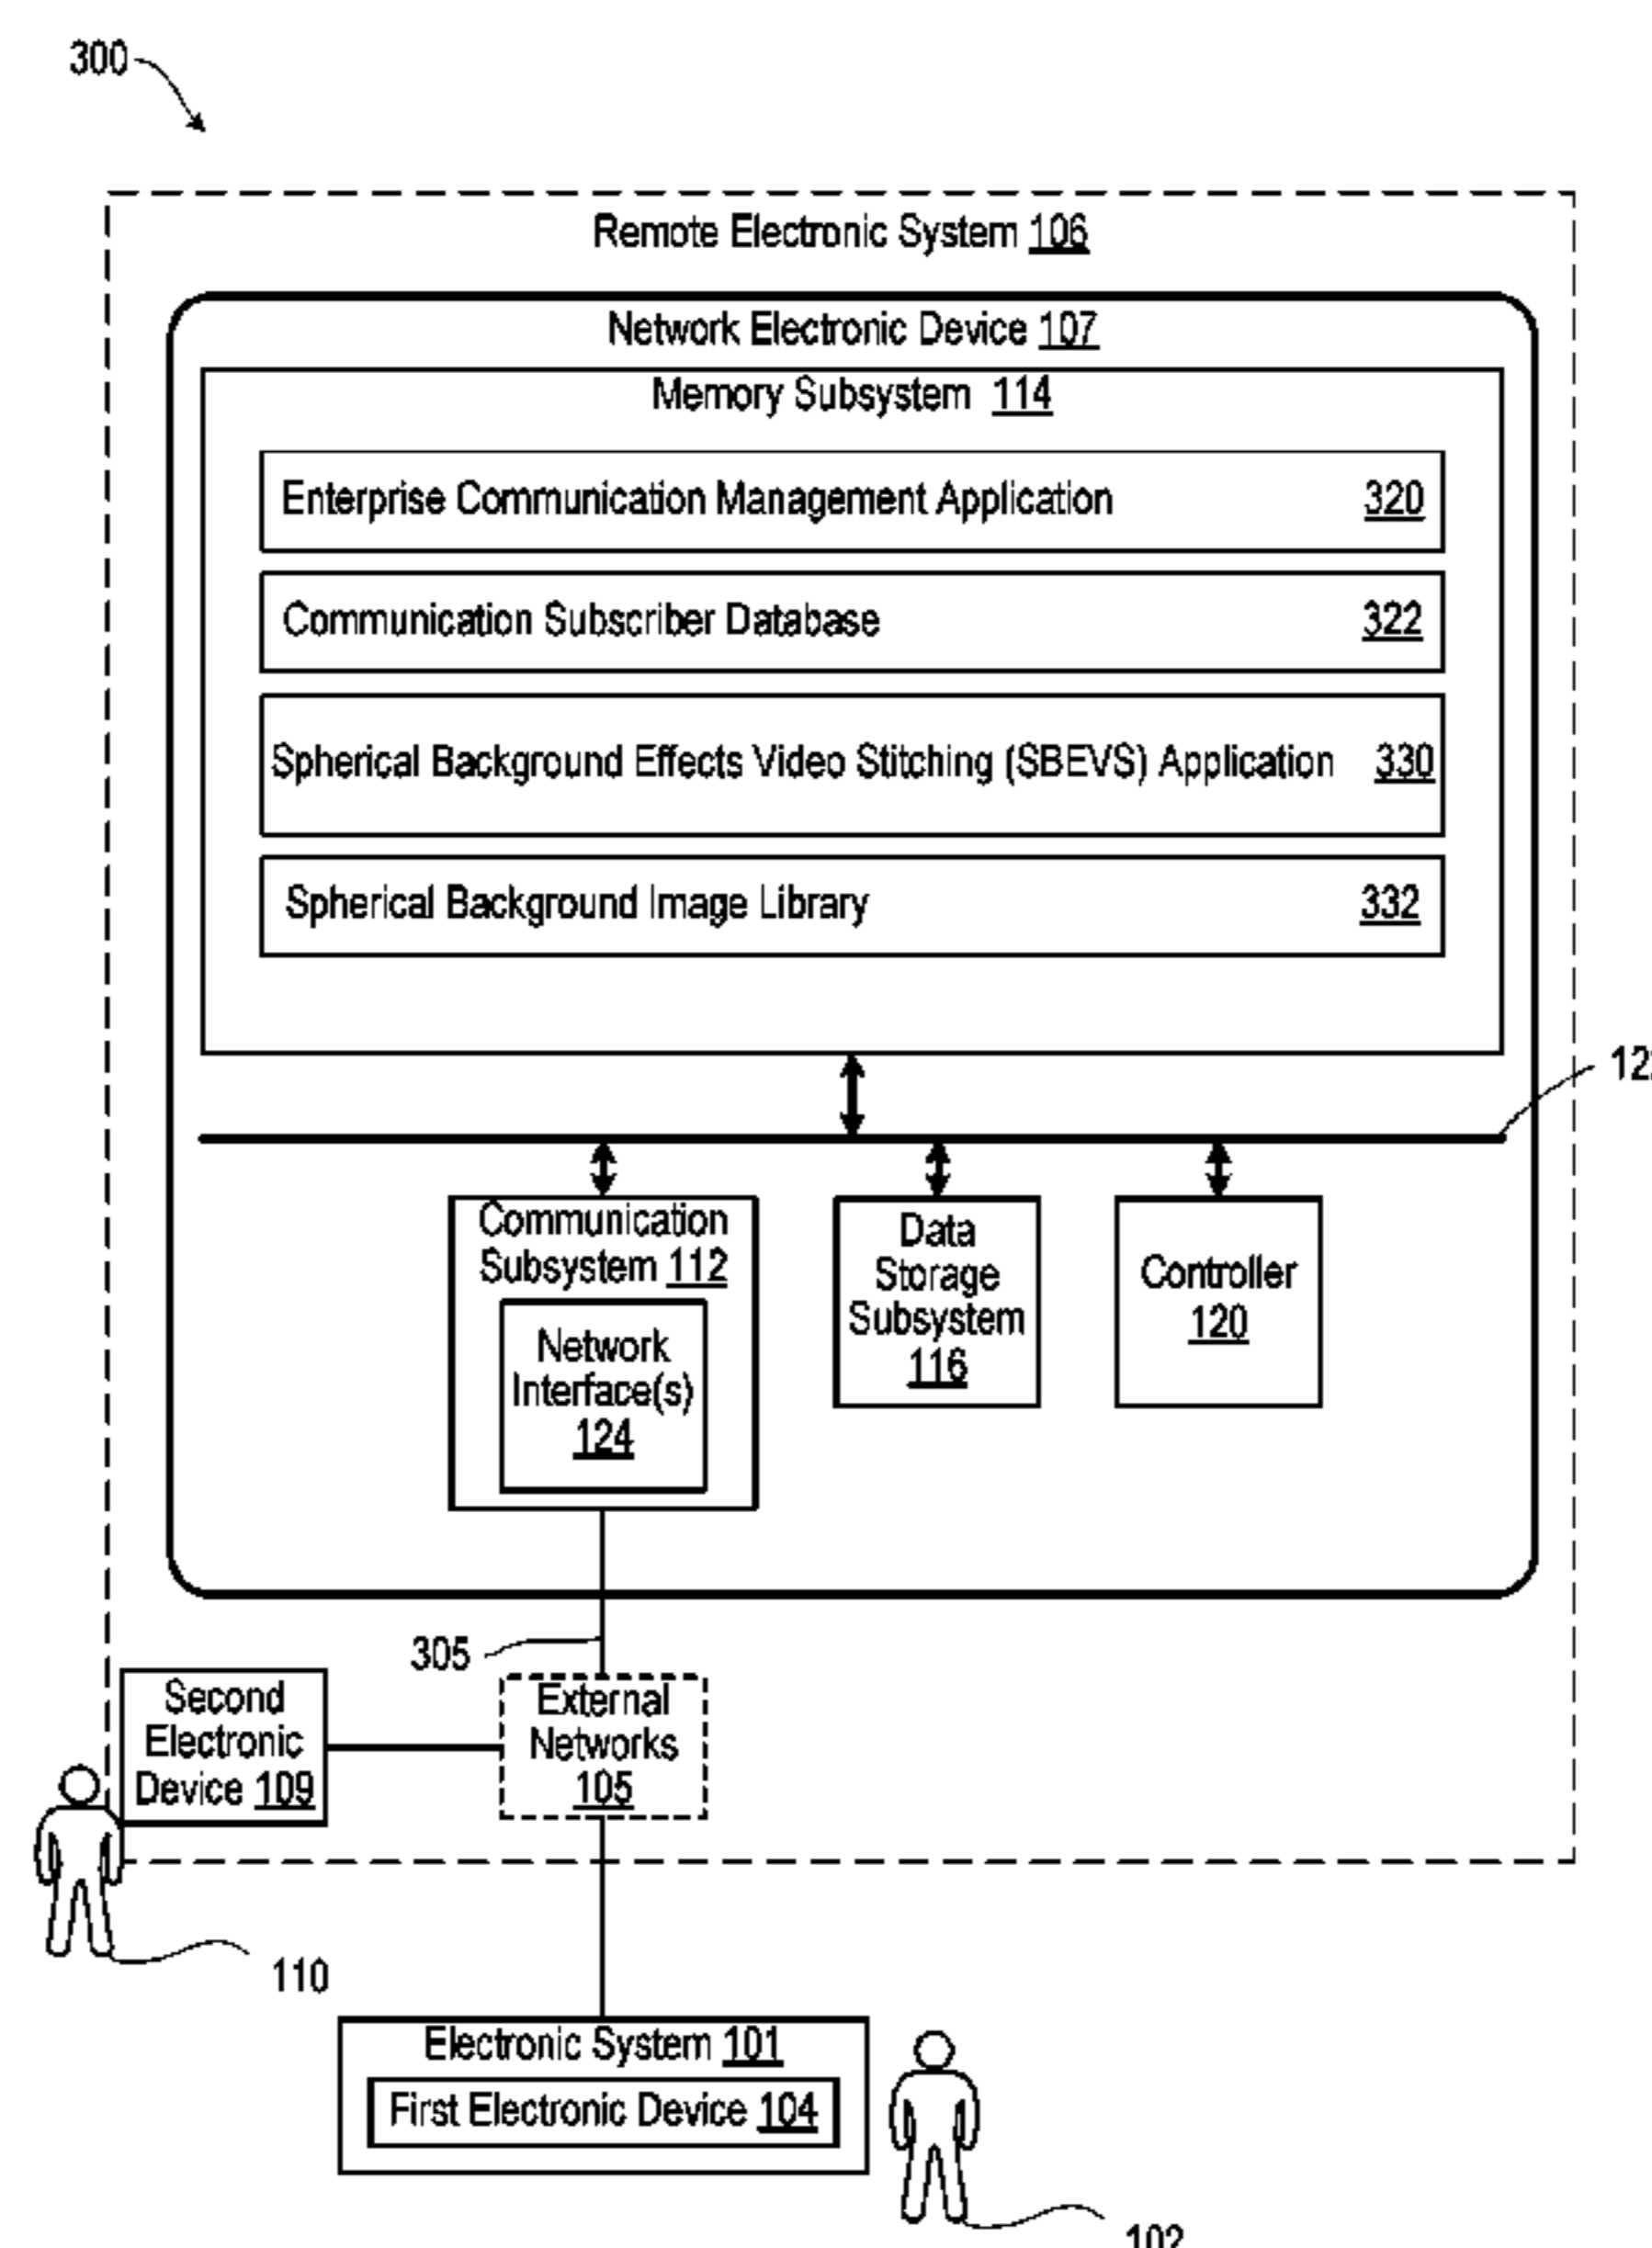 300
Remote Electronic System 106
Network Electronic Device 107
Memory Subsystem 114
Enterprise Communication Management Application 320
Communication Subscriber Database 322
Spherical Background Effects Video Stitching (SBEVS) Application 330
Spherical Background Image Library 332
Communication
Subsystem 112
Network
Interface(s)
124
Data
Storage
Subsystem
116
Controller
120
305
Second
Electronic
Device 109
External
Networks
105
110
Electronic System 101
First Electronic Device 104
102